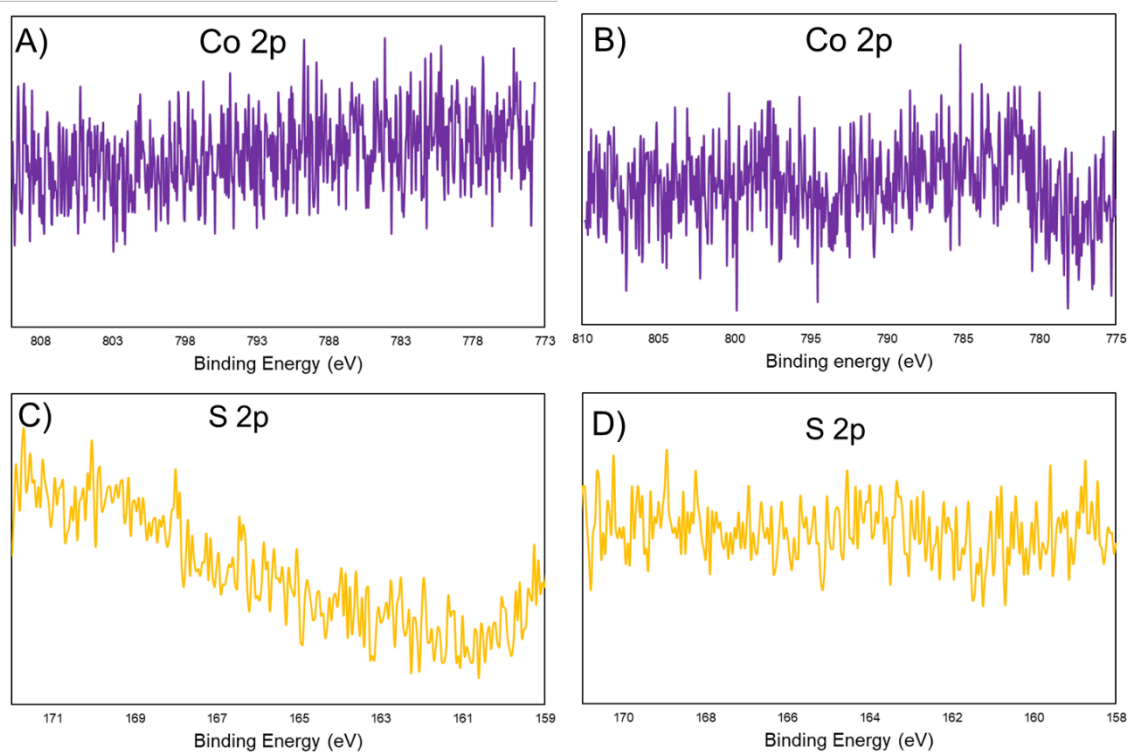 A) Co 2p
808 803 798 793 788 783 778 773
Binding Energy (eV)
B) Co 2p
810 805 800 795 790 785 780 775
Binding energy (eV)
C) S 2p
171 169 167 165 163 161 159
Binding Energy (eV)
D) S 2p
170 168 166 164 162 160 158
Binding Energy (eV)